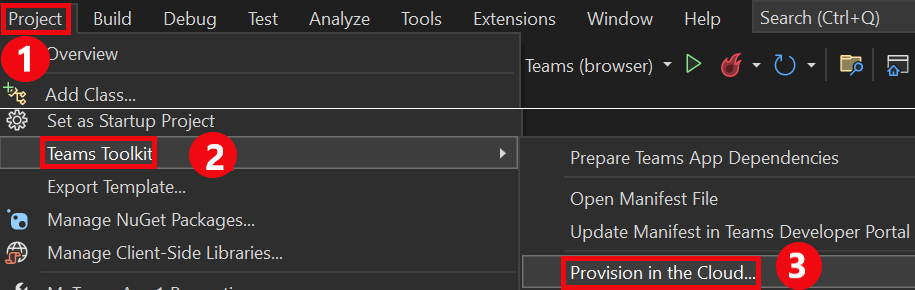 Project Build Debug Test Analyze Tools Extensions Window Search (Ctrl+Q)
1 Overview
Teams (browser)
Add Class...
Set as Startup Project
Teams Toolkit 2
Prepare Teams App Dependencies
Export Template...
Open Manifest File
Manage NuGet Packages...
Update Manifest in Teams Developer Portal
Manage Client-Side Libraries...
Provision in the Cloud... 3